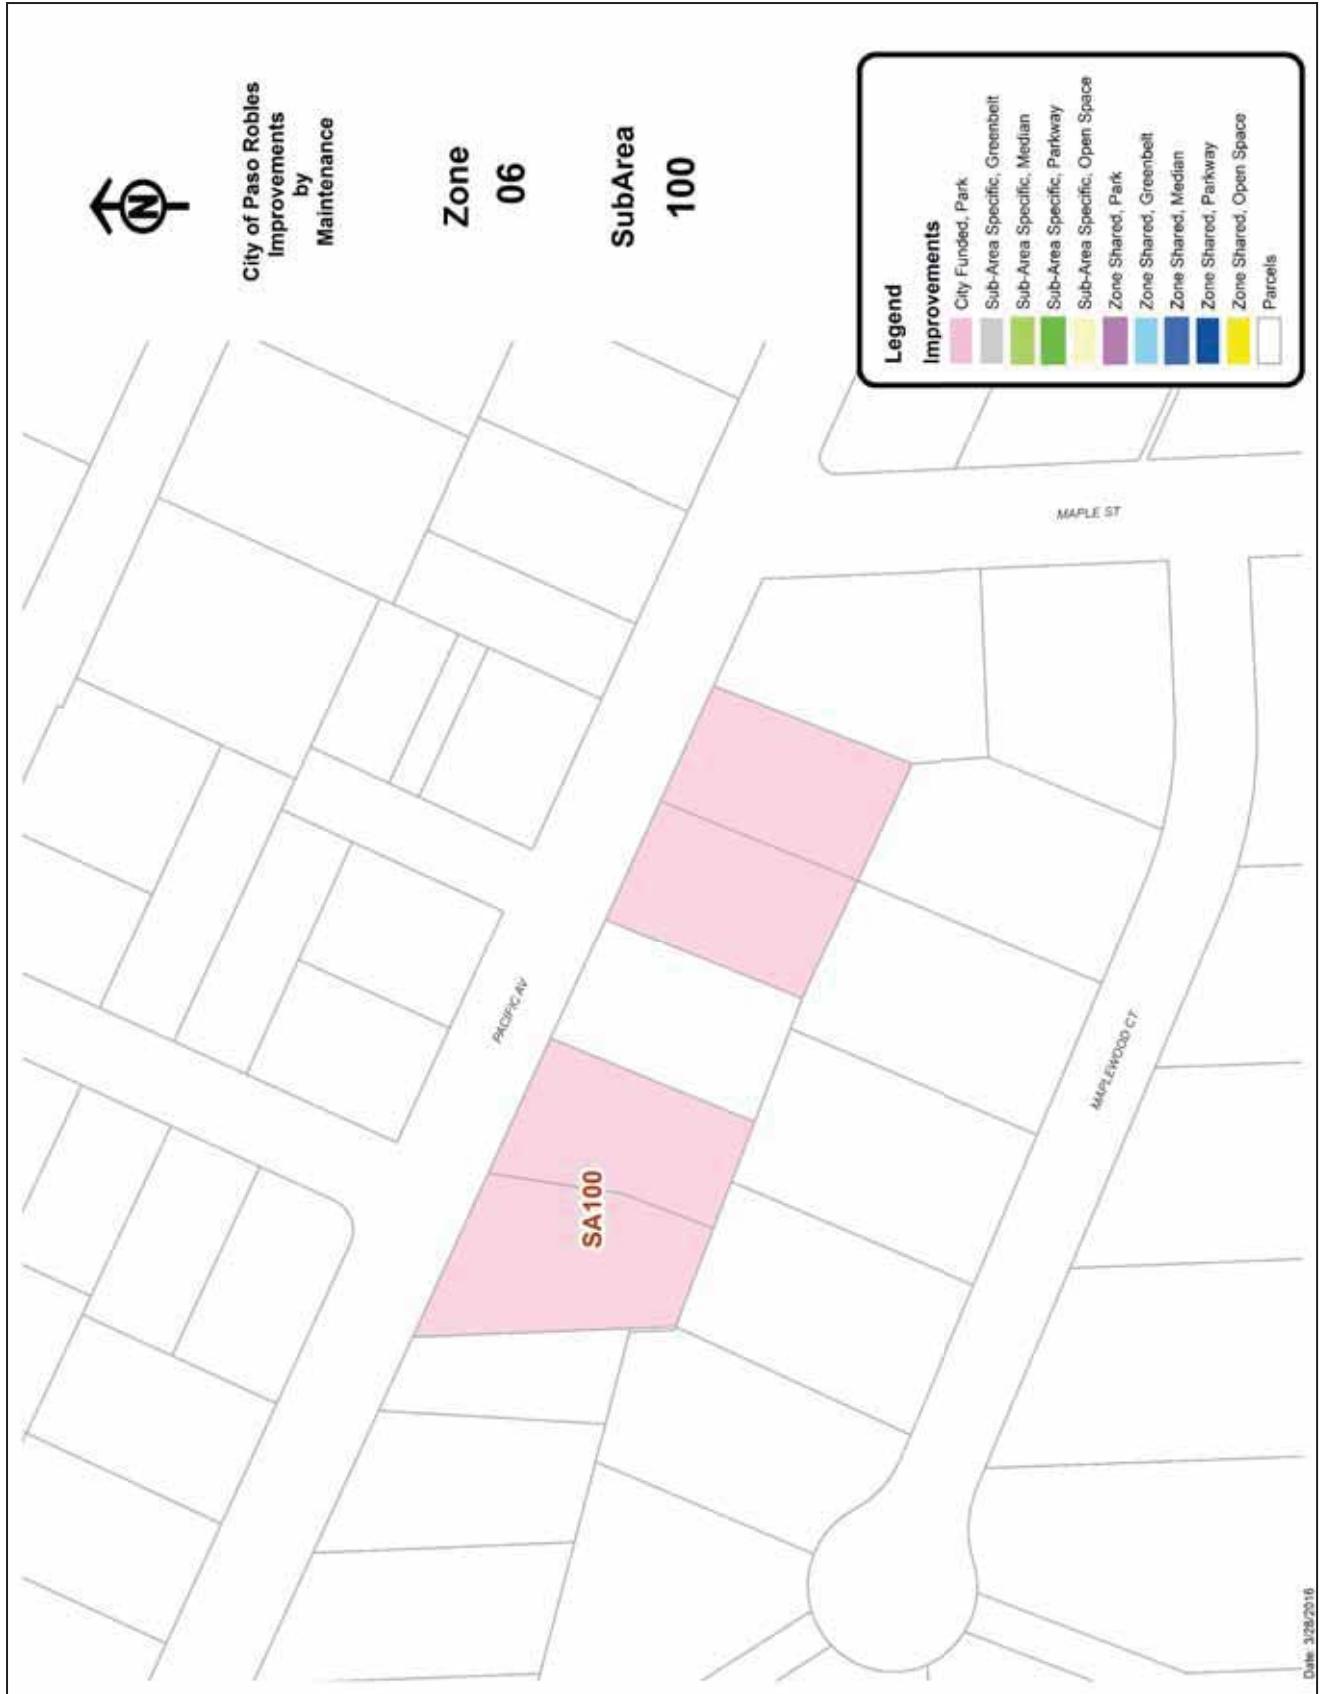 N
City of Paso Robles
Improvements
by
Maintenance
Zone
06
SubArea
100
Legend
Improvements
City Funded, Park
Sub-Area Specific, Greenbelt
Sub-Area Specific, Median
Sub-Area Specific, Parkway
Sub-Area Specific, Open Space
Zone Shared, Park
Zone Shared, Greenbelt
Zone Shared, Median
Zone Shared, Parkway
Zone Shared, Open Space
Parcels
PACIFIC AV
SA100
MAPLE ST
MAPLEWOOD CT
Date: 3/28/2016